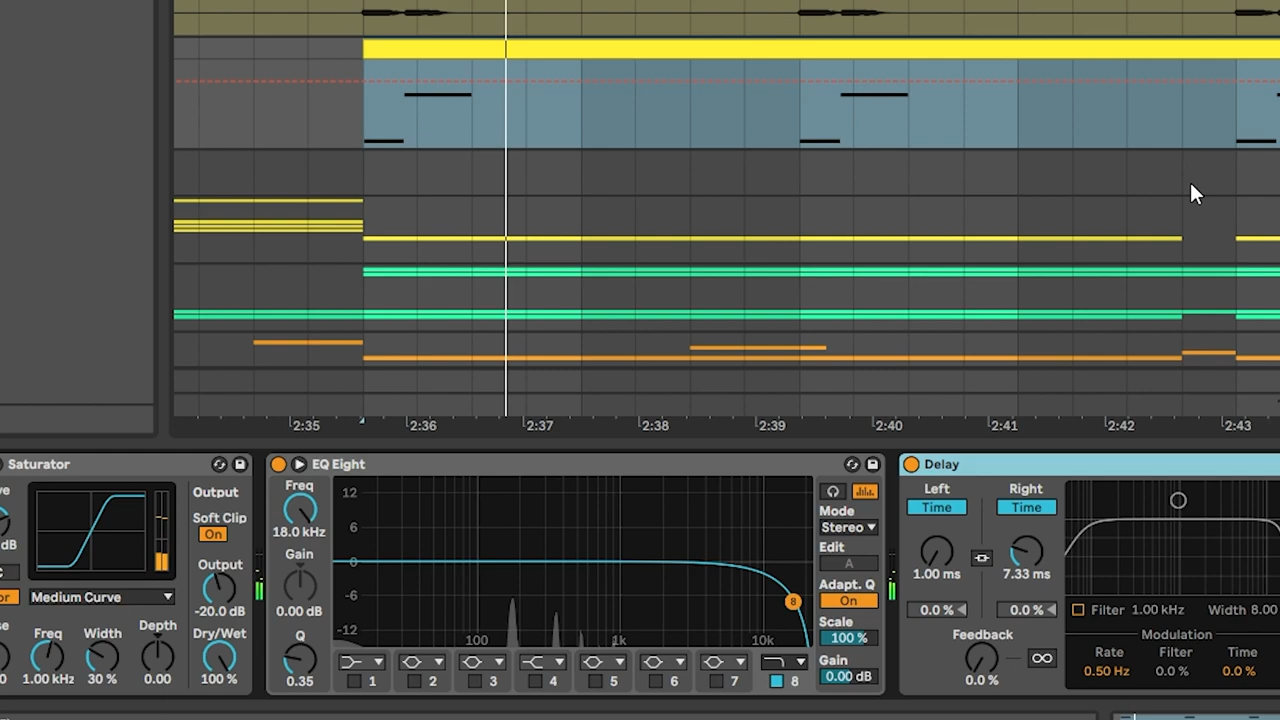 2:35 2:36 2:37 2:38 2:39 2:40 2:41 2:42 2:43
Saturator
dB
Freq Width Depth
1.00 kHz 30 % 0.00
Medium Curve
Output
Soft Clip
On
Output
-20.0 dB
Dry/Wet
100 %
EQ Eight
Freq
18.0 kHz
Gain
0.00 dB
Q
0.35
12
6
0
-6
-12
100 1k 10k
8
1 2 3 4 5 6 7 8
Mode
Stereo
Edit
A
Adapt. Q
On
Scale
100 %
Gain
0.00 dB
Delay
Left Right
Time Time
1.00 ms 7.33 ms
0.0 % 0.0 %
Feedback
0.0 %
Filter 1.00 kHz Width 8.00
Modulation
Rate Filter Time
0.50 Hz 0.0 % 0.0 %